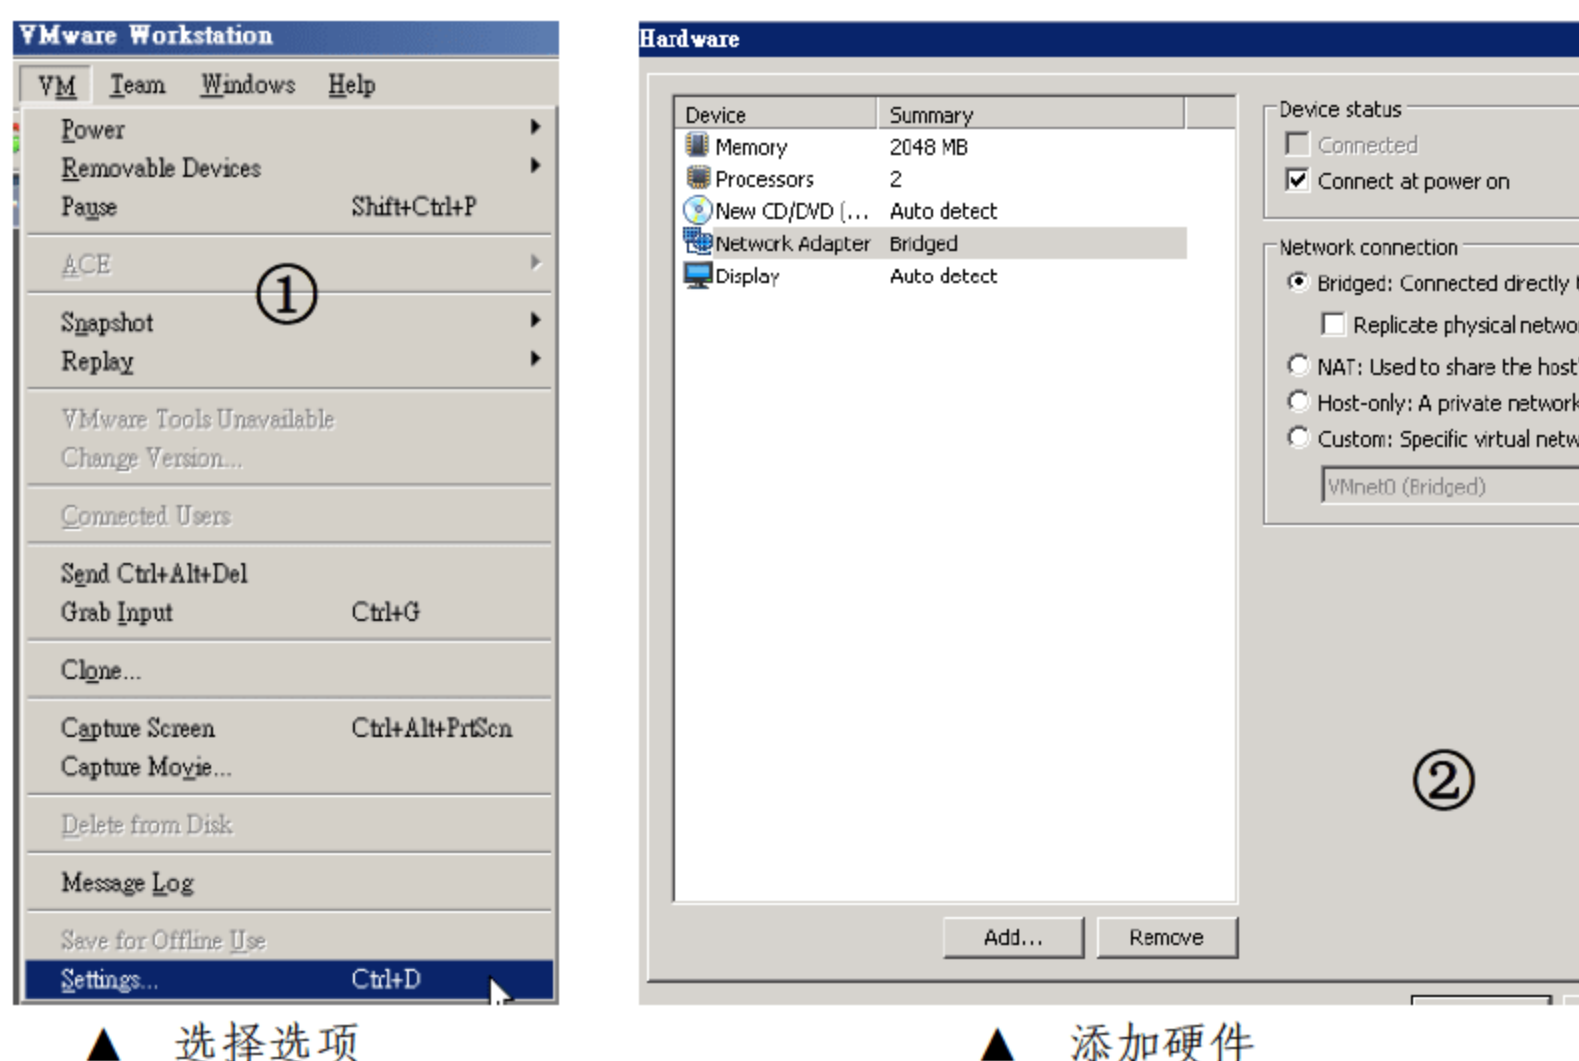 VMware Workstation
VM Team Windows Help
Power
Removable Devices
Pause Shift+Ctrl+P
ACE
①
Snapshot
Replay
VMware Tools Unavailable
Change Version...
Connected Users
Send Ctrl+Alt+Del
Grab Input Ctrl+G
Clone...
Capture Screen Ctrl+Alt+PrtScn
Capture Movie...
Delete from Disk
Message Log
Save for Offline Use
Settings... Ctrl+D
▲ 选择选项
Hardware
Device Summary
Memory 2048 MB
Processors 2
New CD/DVD (... Auto detect
Network Adapter Bridged
Display Auto detect
Add... Remove
Device status
Connected
Connect at power on
Network connection
Bridged: Connected directly
Replicate physical
NAT: Used to share the host'
Host-only: A private network
Custom: Specific virtual
VMnet0 (Bridged)
②
▲ 添加硬件